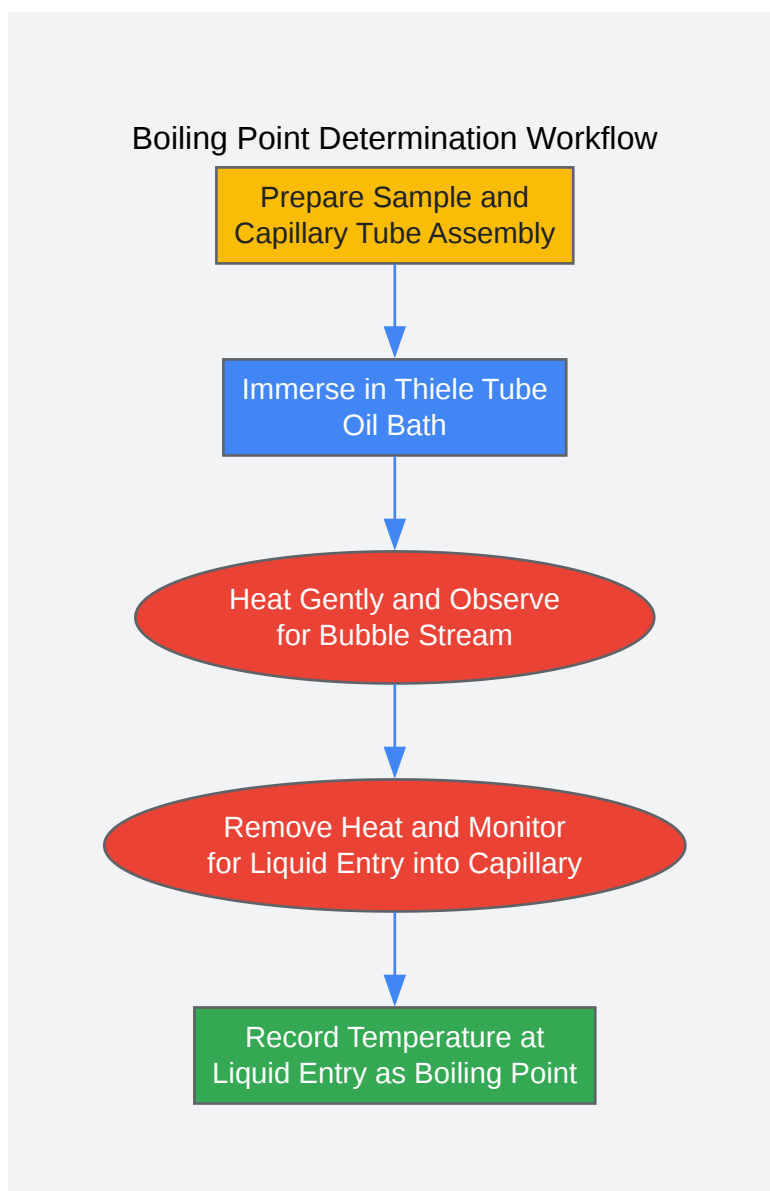 Boiling Point Determination Workflow
Prepare Sample and
Capillary Tube Assembly
Immerse in Thiele Tube
Oil Bath
Heat Gently and Observe
for Bubble Stream
Remove Heat and Monitor
for Liquid Entry into Capillary
Record Temperature at
Liquid Entry as Boiling Point